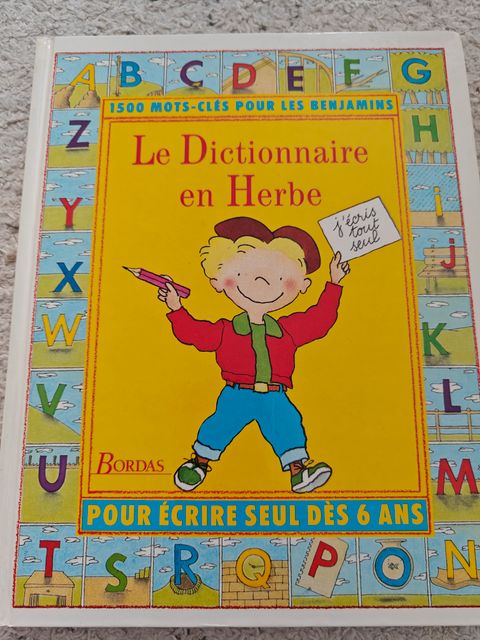 A B C D E F G
1500 MOTS-CLÉS POUR LES BENJAMINS
Z
H
Le Dictionnaire
en Herbe
j'écris
tout
seul
Y
i
X
j
W
K
V
L
U
M
BORDAS
POUR ÉCRIRE SEUL DÈS 6 ANS
T S R Q P O N